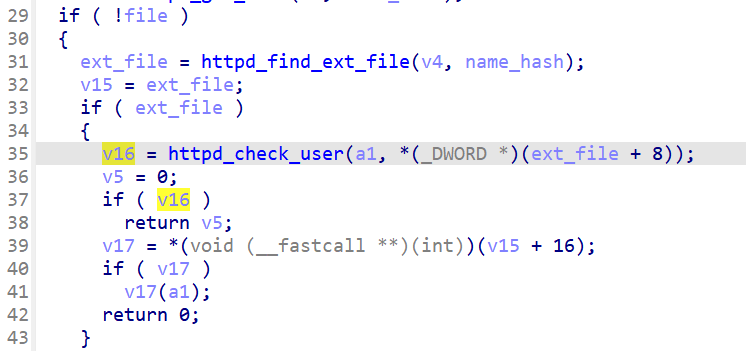 29 if ( !file )
30 {
31 ext_file = httpd_find_ext_file(v4, name_hash);
32 v15 = ext_file;
33 if ( ext_file )
34 {
35 v16 = httpd_check_user(a1, *(_DWORD *)(ext_file + 8));
36 v5 = 0;
37 if ( v16 )
38 return v5;
39 v17 = *(void (__fastcall **)(int))(v15 + 16);
40 if ( v17 )
41 v17(a1);
42 return 0;
43 }